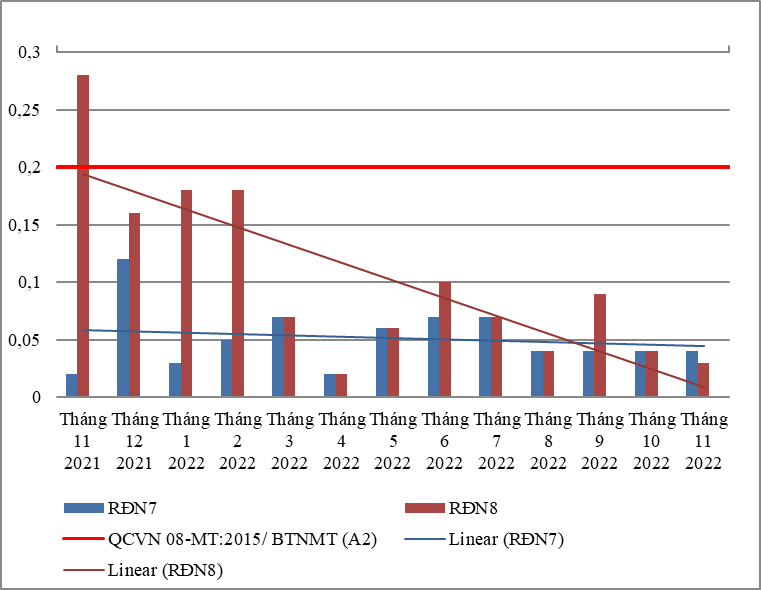 0,3
0,25
0,2
0,15
0,1
0,05
0
Tháng 11 2021
Tháng 12 2021
Tháng 1 2022
Tháng 2 2022
Tháng 3 2022
Tháng 4 2022
Tháng 5 2022
Tháng 6 2022
Tháng 7 2022
Tháng 8 2022
Tháng 9 2022
Tháng 10 2022
Tháng 11 2022
RĐN7
RĐN8
QCVN 08-MT:2015/ BTNMT (A2)
Linear (RĐN7)
Linear (RĐN8)